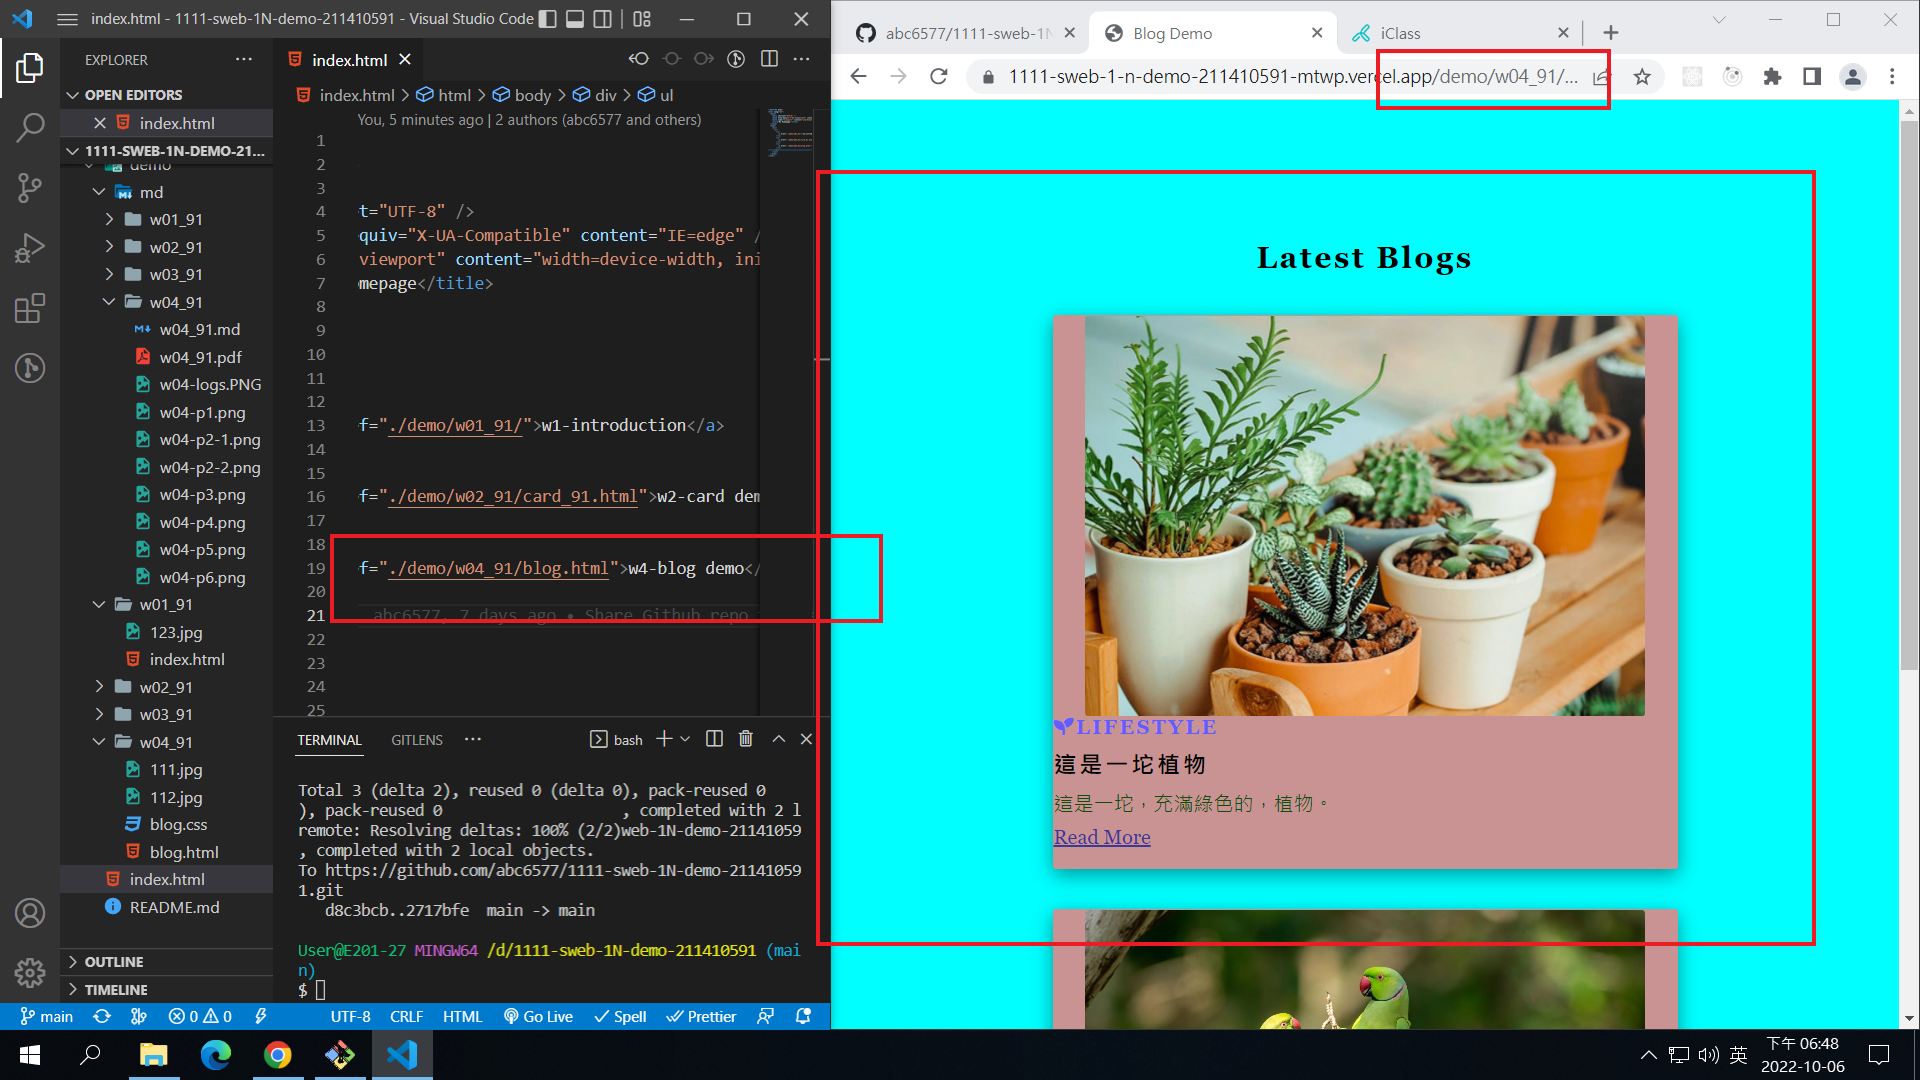 index.html - 1111-sweb-1N-demo-211410591 - Visual Studio Code
EXPLORER
OPEN EDITORS
index.html
1111-SWEB-1N-DEMO-21...
demo
md
w01_91
w02_91
w03_91
w04_91
w04_91.md
w04_91.pdf
w04-logs.PNG
w04-p1.png
w04-p2-1.png
w04-p2-2.png
w04-p3.png
w04-p4.png
w04-p5.png
w04-p6.png
w01_91
123.jpg
index.html
w02_91
w03_91
w04_91
111.jpg
112.jpg
blog.css
blog.html
index.html
README.md
OUTLINE
TIMELINE
index.html
index.html > html > body > div > ul
You, 5 minutes ago | 2 authors (abc6577 and others)
1
2
3
4 t="UTF-8" />
5 quiv="X-UA-Compatible" content="IE=edge" /
6 viewport" content="width=device-width, ini
7 mepage</title>
8
9
10
11
12
13 f="./demo/w01_91/">w1-introduction</a>
14
15
16 f="./demo/w02_91/card_91.html">w2-card dem
17
18
19 f="./demo/w04_91/blog.html">w4-blog demo</
20
21 abc6577, 7 days ago • Share Github repo
22
23
24
25
TERMINAL
GITLENS
bash
Total 3 (delta 2), reused 0 (delta 0), pack-reused 0
), pack-reused 0 , completed with 2 l
remote: Resolving deltas: 100% (2/2)web-1N-demo-21141059
, completed with 2 local objects.
To https://github.com/abc6577/1111-sweb-1N-demo-21141059
1.git
d8c3bcb..2717bfe main -> main
User@E201-27 MINGW64 /d/1111-sweb-1N-demo-211410591 (mai
n)
$
main
0
0
UTF-8
CRLF
HTML
Go Live
Spell
Prettier
abc6577/1111-sweb-1N
Blog Demo
iClass
1111-sweb-1-n-demo-211410591-mtwp.vercel.app/demo/w04_91/...
Latest Blogs
LIFESTYLE
這是一坨植物
這是一坨，充滿綠色的，植物。
Read More
英
下午 06:48
2022-10-06